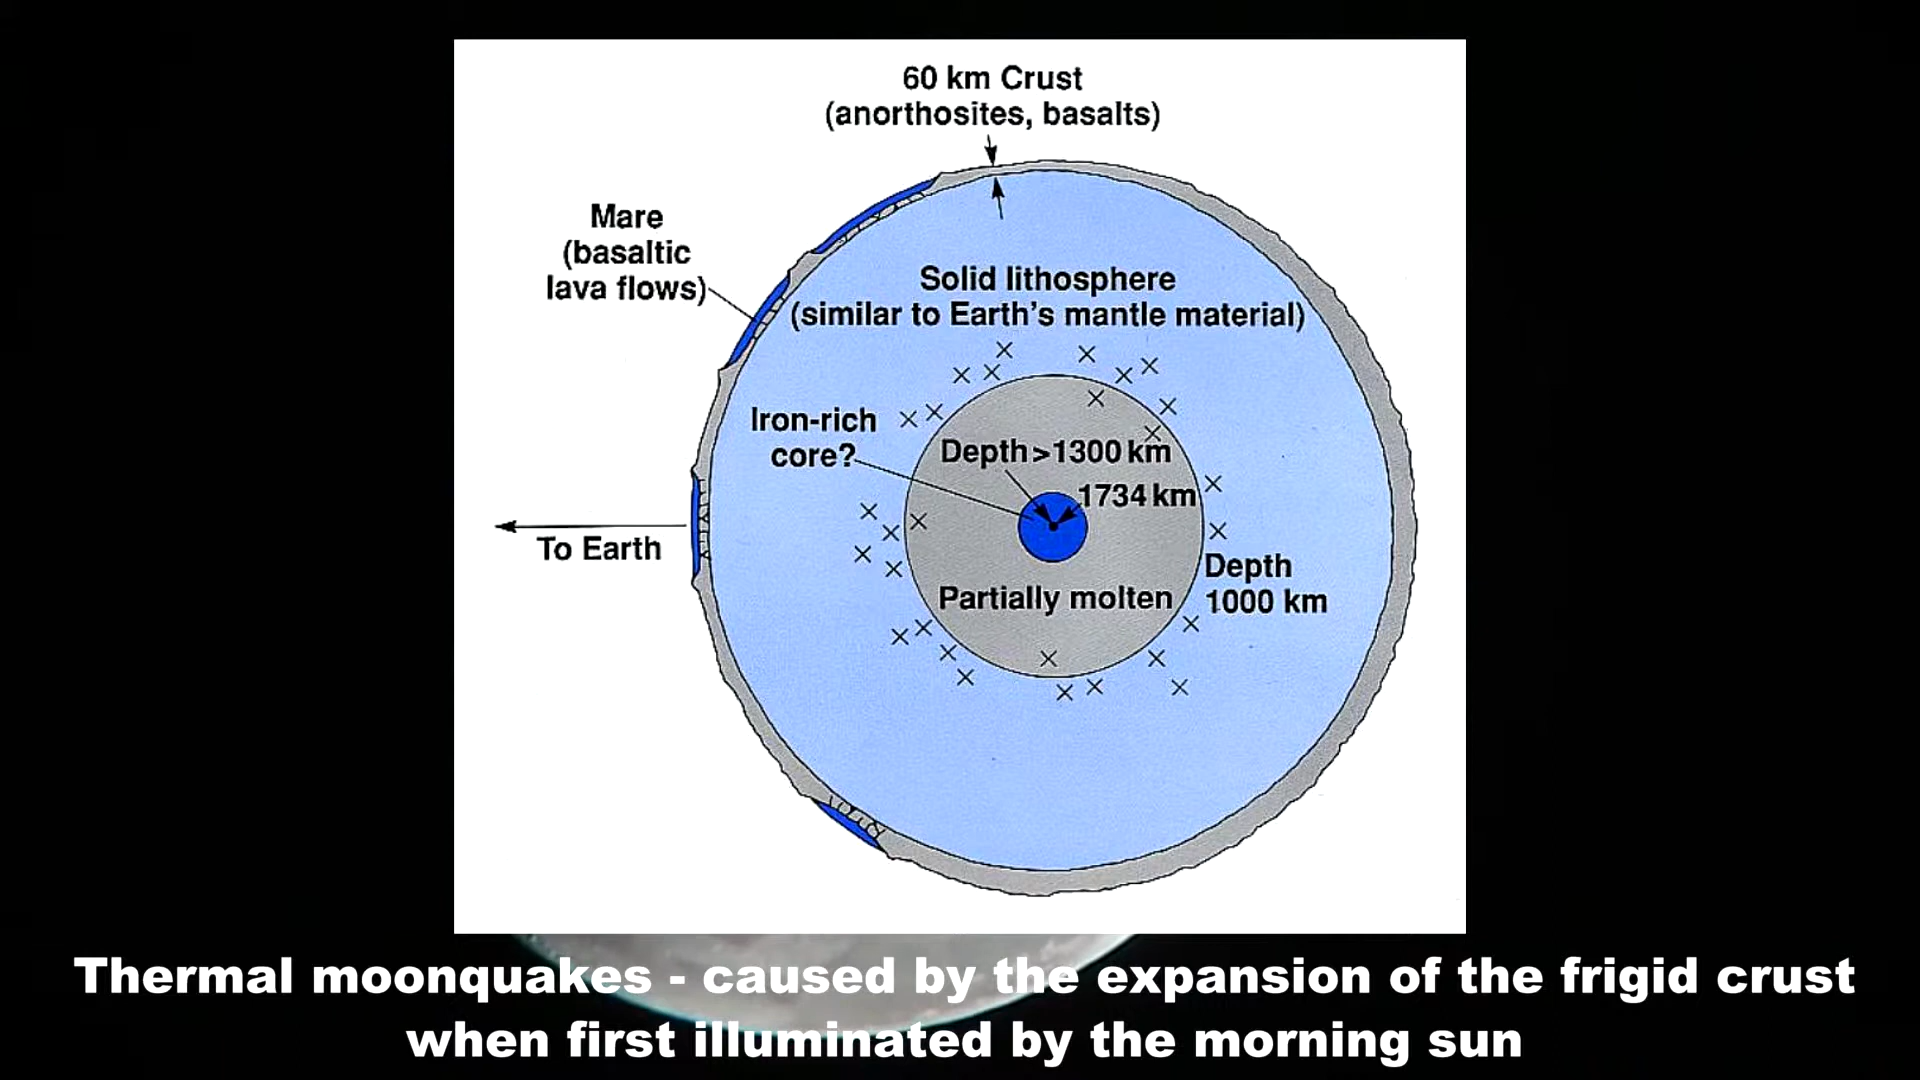 60 km Crust
(anorthosites, basalts)
Mare
(basaltic
lava flows)
Solid lithosphere
(similar to Earth's mantle material)
Iron-rich
core?
Depth>1300 km
1734 km
To Earth
Depth
1000 km
Partially molten
Thermal moonquakes - caused by the expansion of the frigid crust
when first illuminated by the morning sun